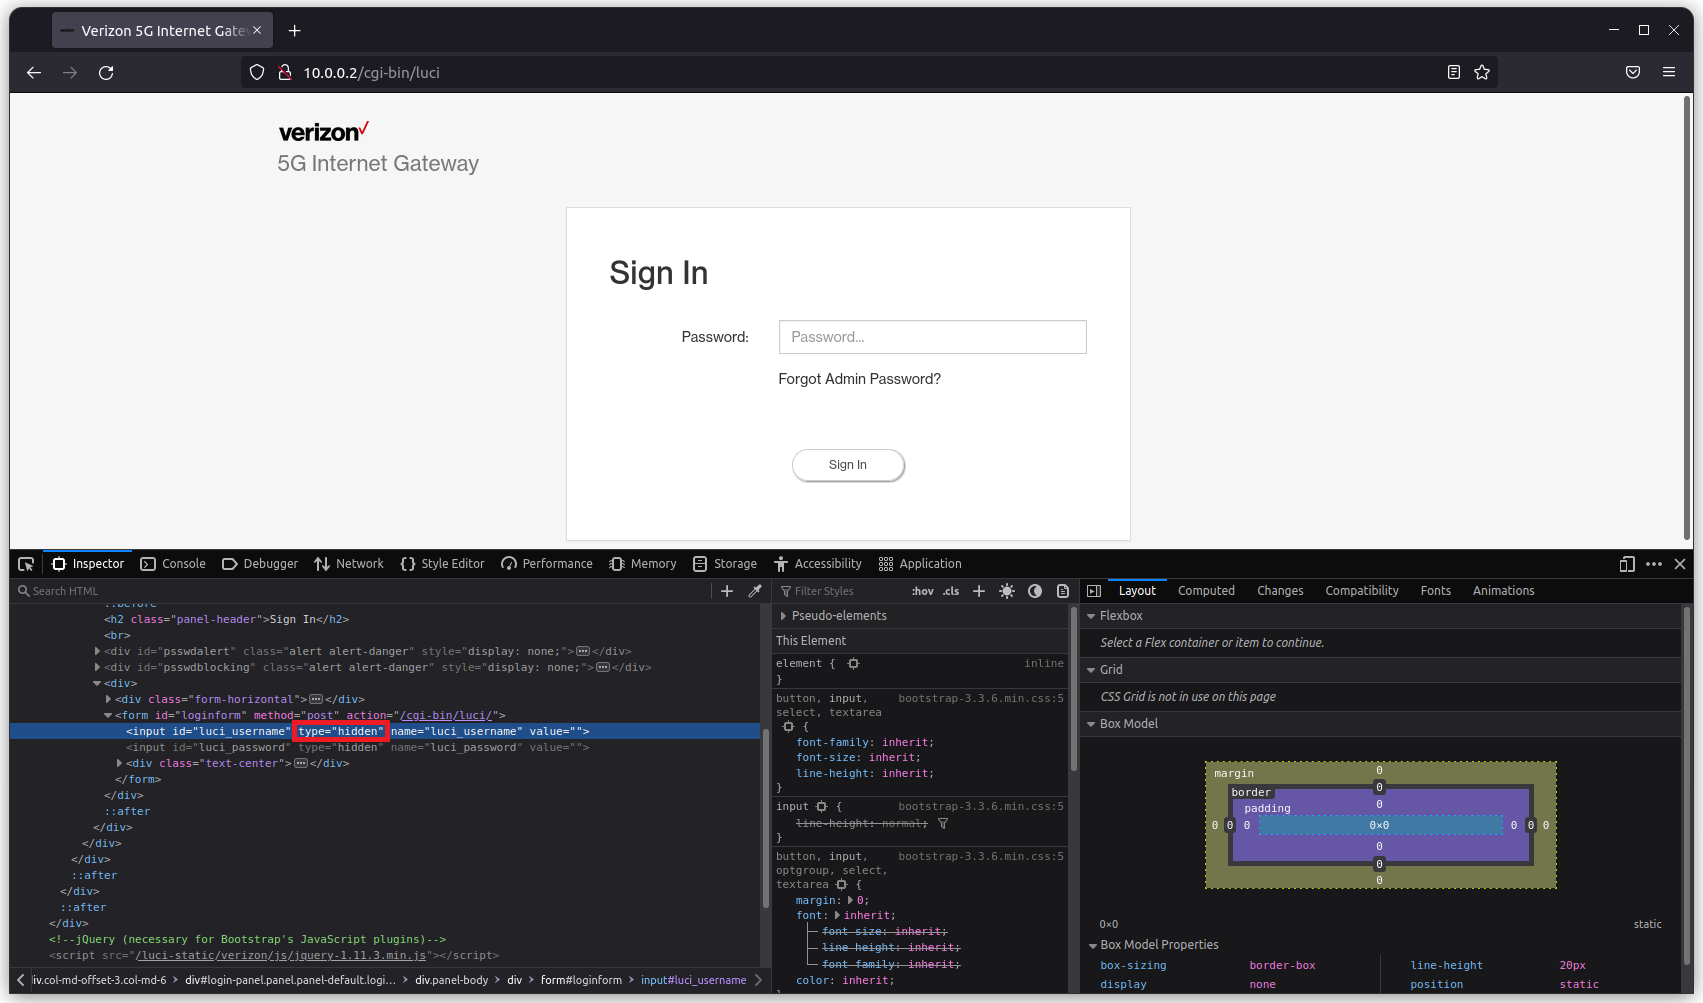 Verizon 5G Internet Gatew
10.0.0.2/cgi-bin/luci
verizon✓
5G Internet Gateway
Sign In
Password:
Password...
Forgot Admin Password?
Sign In
Inspector Console Debugger Network Style Editor Performance Memory Storage Accessibility Application
Search HTML
::before
<h2 class="panel-header">Sign In</h2>
<br>
<div id="psswdalert" class="alert alert-danger" style="display: none;"></div>
<div id="psswdblocking" class="alert alert-danger" style="display: none;"></div>
<div>
<div class="form-horizontal"></div>
<form id="loginform" method="post" action="/cgi-bin/luci/">
<input id="luci_username" type="hidden" name="luci_username" value="">
<input id="luci_password" type="hidden" name="luci_password" value="">
<div class="text-center"></div>
</form>
</div>
::after
</div>
</div>
</div>
::after
</div>
::after
</div>
<!--jQuery (necessary for Bootstrap's JavaScript plugins)-->
<script src="/luci-static/verizon/js/jquery-1.11.3.min.js"></script>
iv.col-md-offset-3.col-md-6 > div#login-panel.panel.panel-default.logi... > div.panel-body > div > form#loginform > input#luci_username
Filter Styles :hov .cls
Pseudo-elements
This Element
element { inline
}
button, input, bootstrap-3.3.6.min.css:5
select, textarea
{
font-family: inherit;
font-size: inherit;
line-height: inherit;
}
input { bootstrap-3.3.6.min.css:5
line-height: normal;
}
button, input, bootstrap-3.3.6.min.css:5
optgroup, select,
textarea {
margin: 0;
font: inherit;
font-size: inherit;
line-height: inherit;
font-family: inherit;
color: inherit;
}
Layout Computed Changes Compatibility Fonts Animations
Flexbox
Select a Flex container or item to continue.
Grid
CSS Grid is not in use on this page
Box Model
margin 0
border 0
padding 0
0 0 0 0×0 0 0 0
0
0
0
0×0 static
Box Model Properties
box-sizing border-box line-height 20px
display none position static